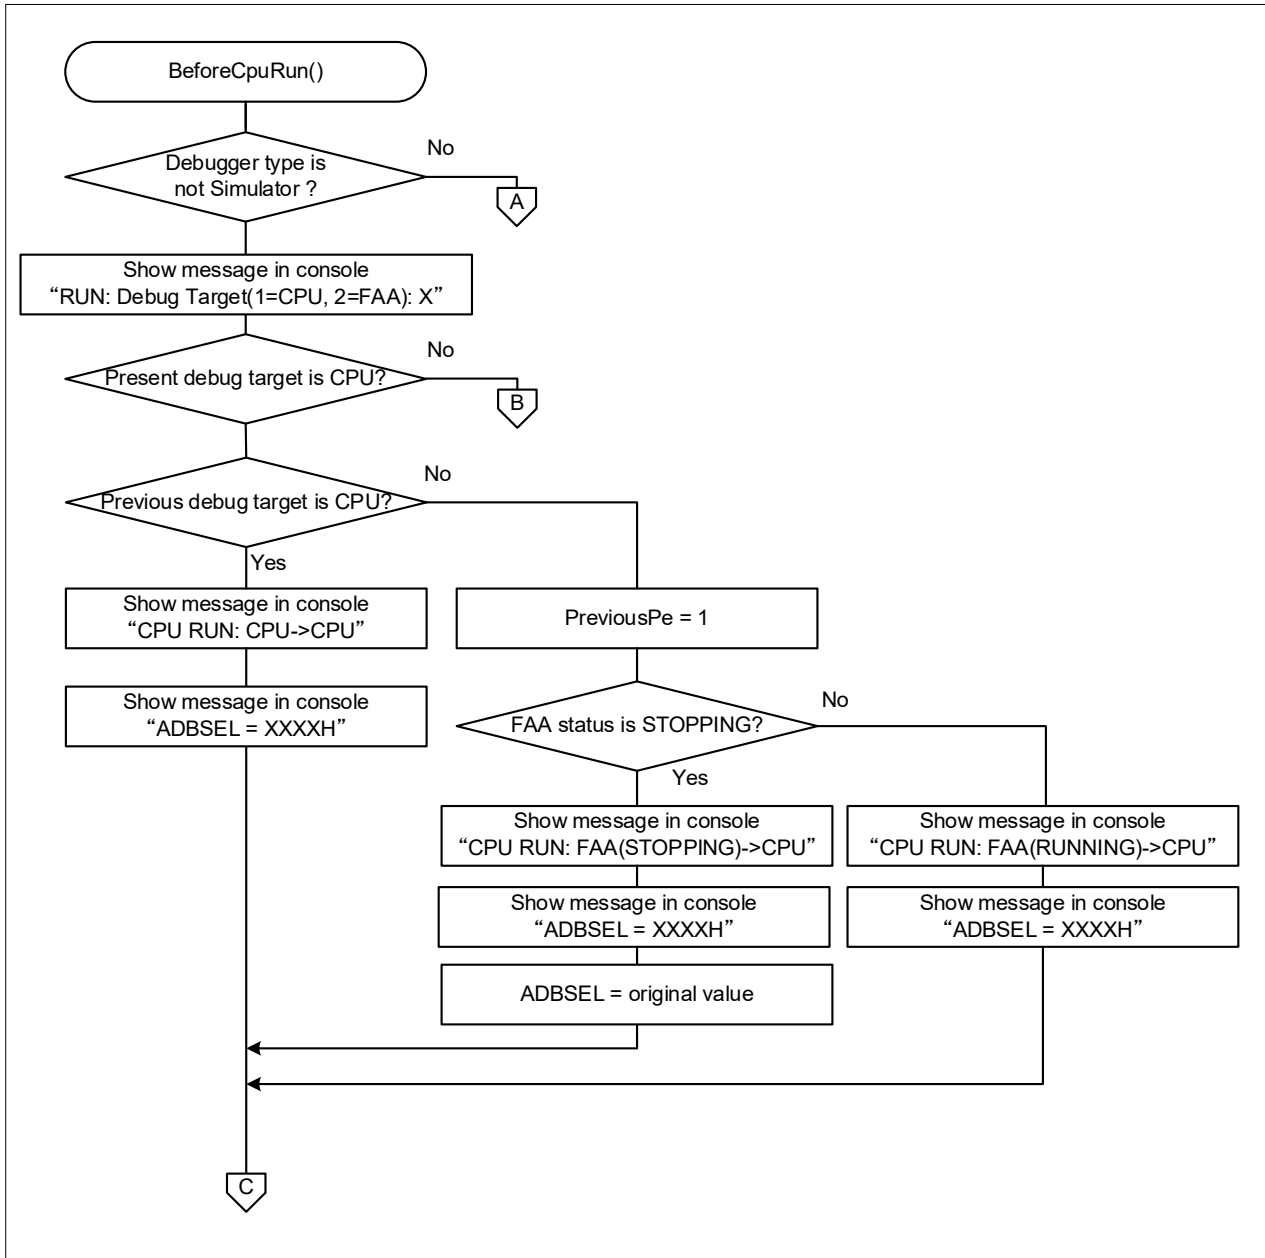 BeforeCpuRun()
Debugger type is
not Simulator ?
No
A
Show message in console
“RUN: Debug Target(1=CPU, 2=FAA): X”
Present debug target is CPU?
No
B
Previous debug target is CPU?
No
Yes
Show message in console
“CPU RUN: CPU->CPU”
PreviousPe = 1
Show message in console
“ADBSEL = XXXXH”
FAA status is STOPPING?
No
Yes
Show message in console
“CPU RUN: FAA(STOPPING)->CPU”
Show message in console
“CPU RUN: FAA(RUNNING)->CPU”
Show message in console
“ADBSEL = XXXXH”
Show message in console
“ADBSEL = XXXXH”
ADBSEL = original value
C